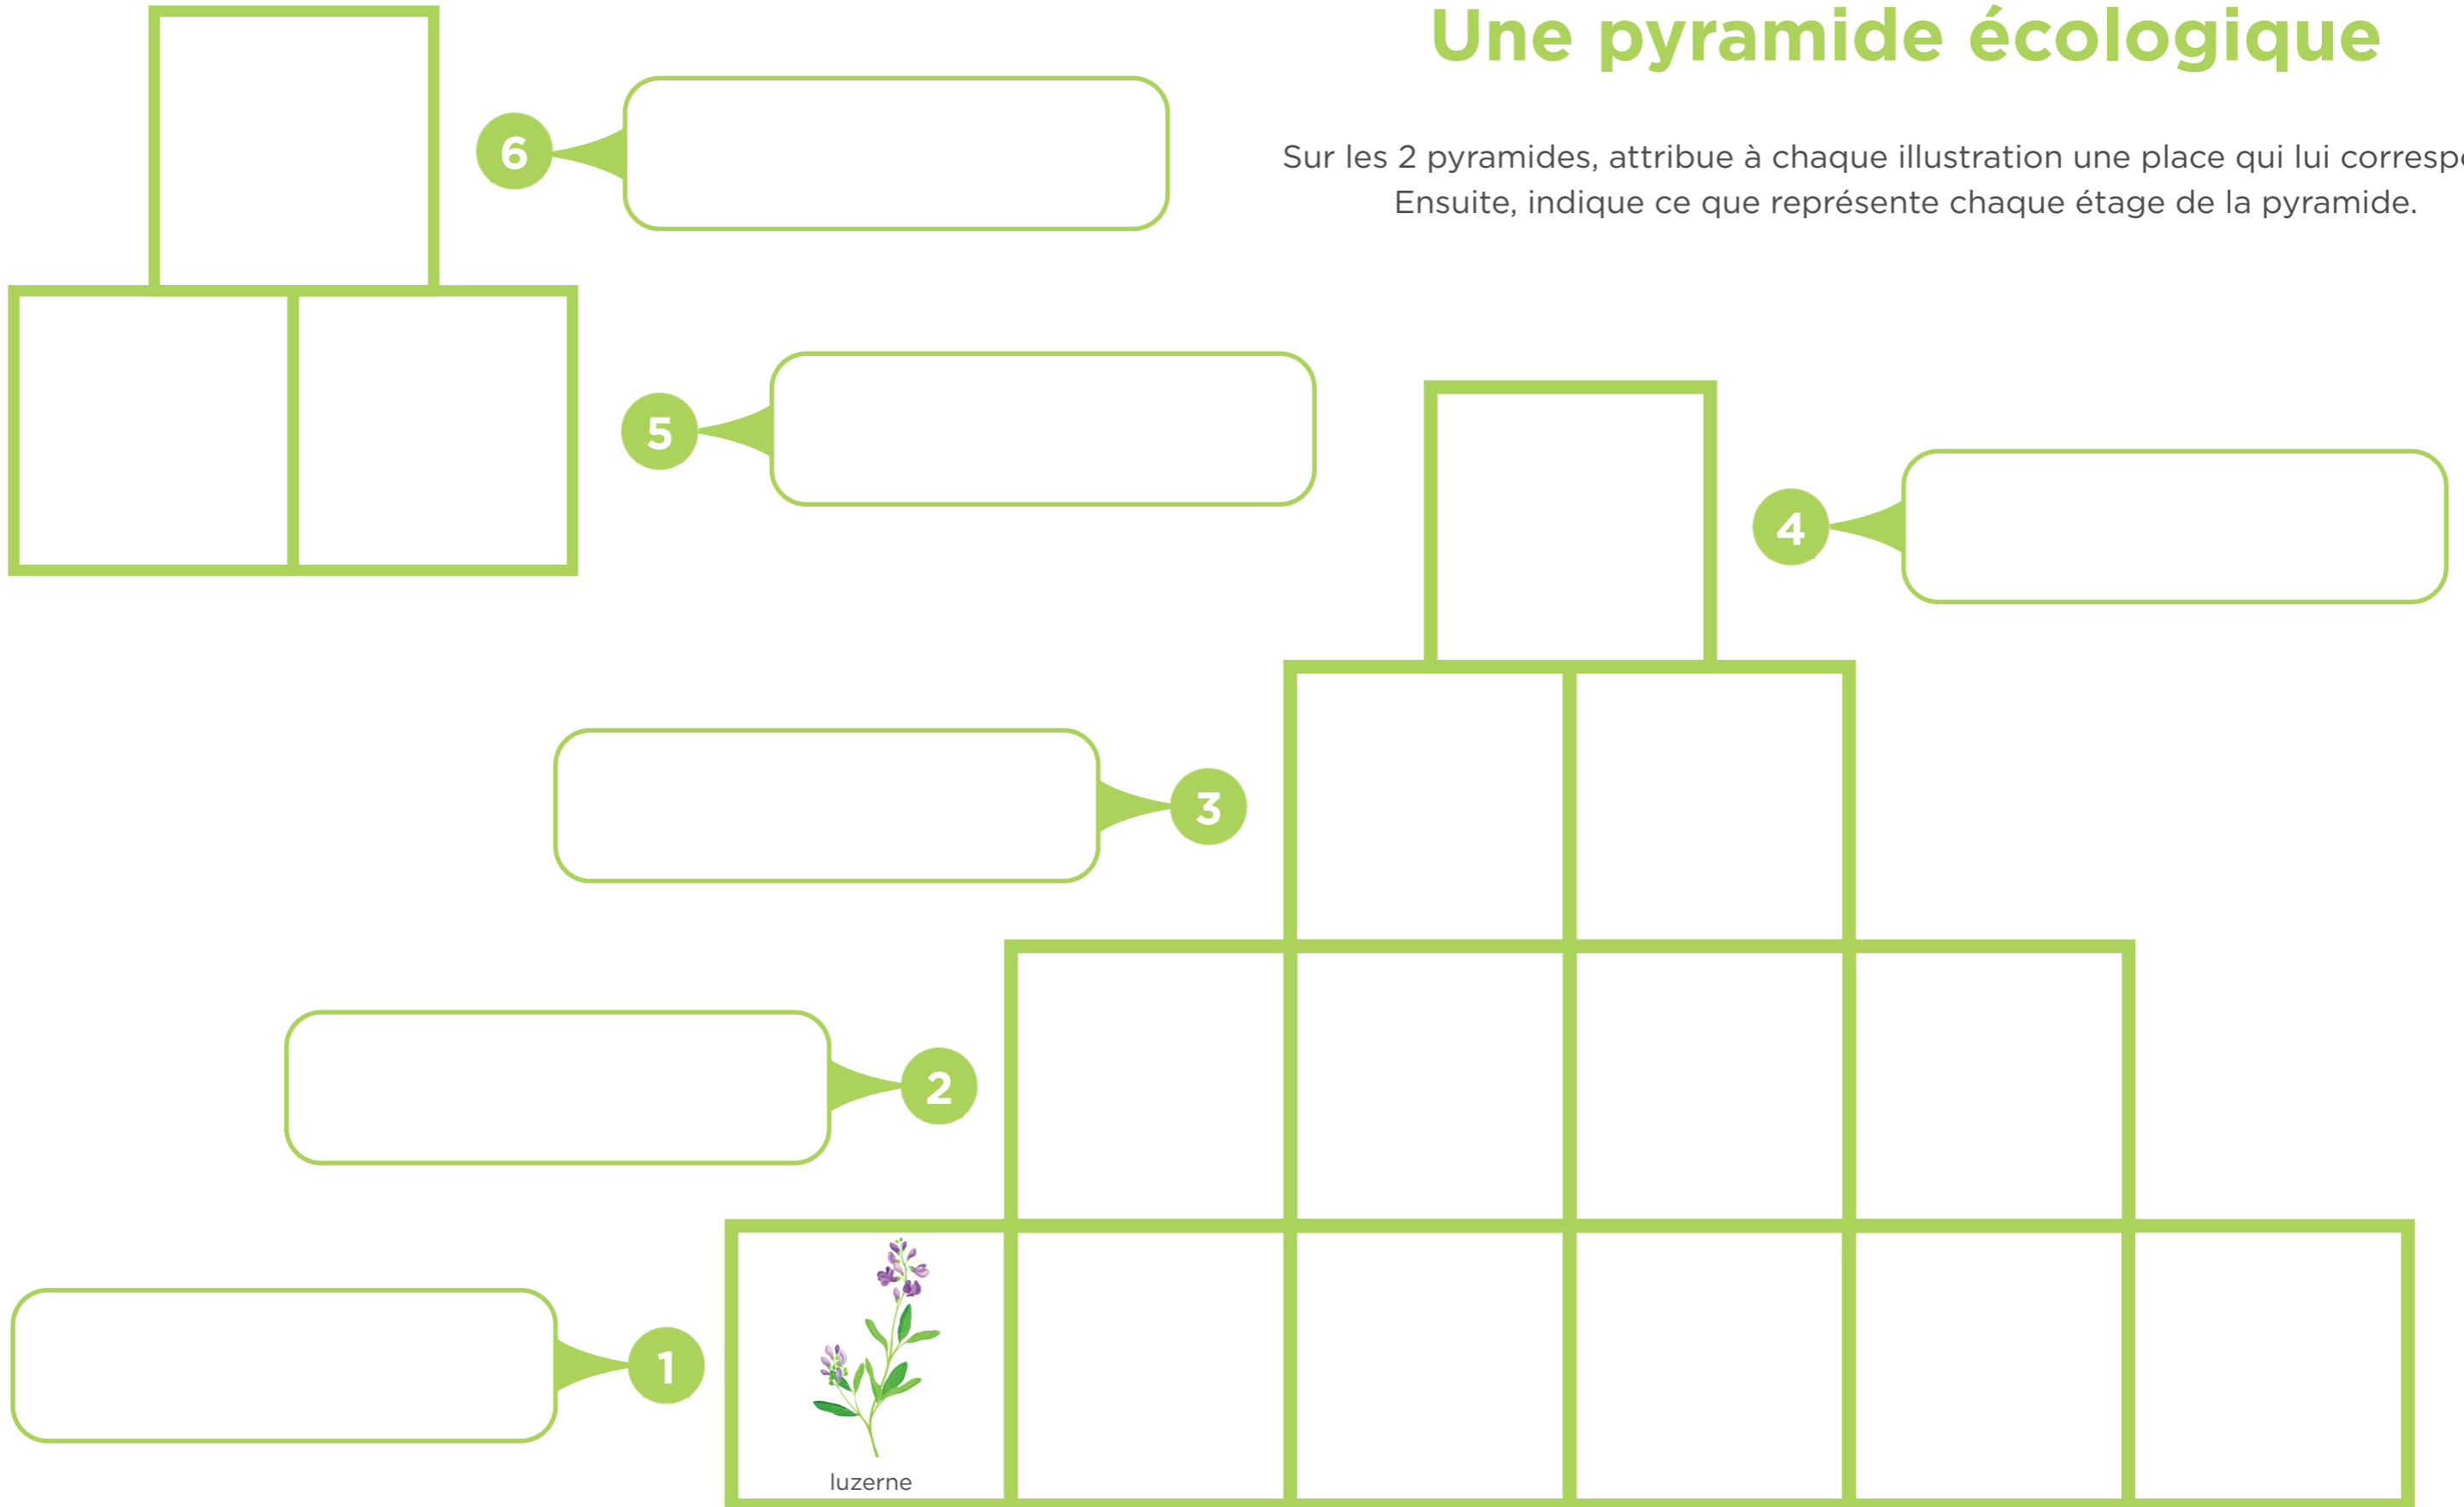 Une pyramide écologique
Sur les 2 pyramides, attribue à chaque illustration une place qui lui
Ensuite, indique ce que représente chaque étage de la pyramide.
6
5
4
3
2
1
luzerne